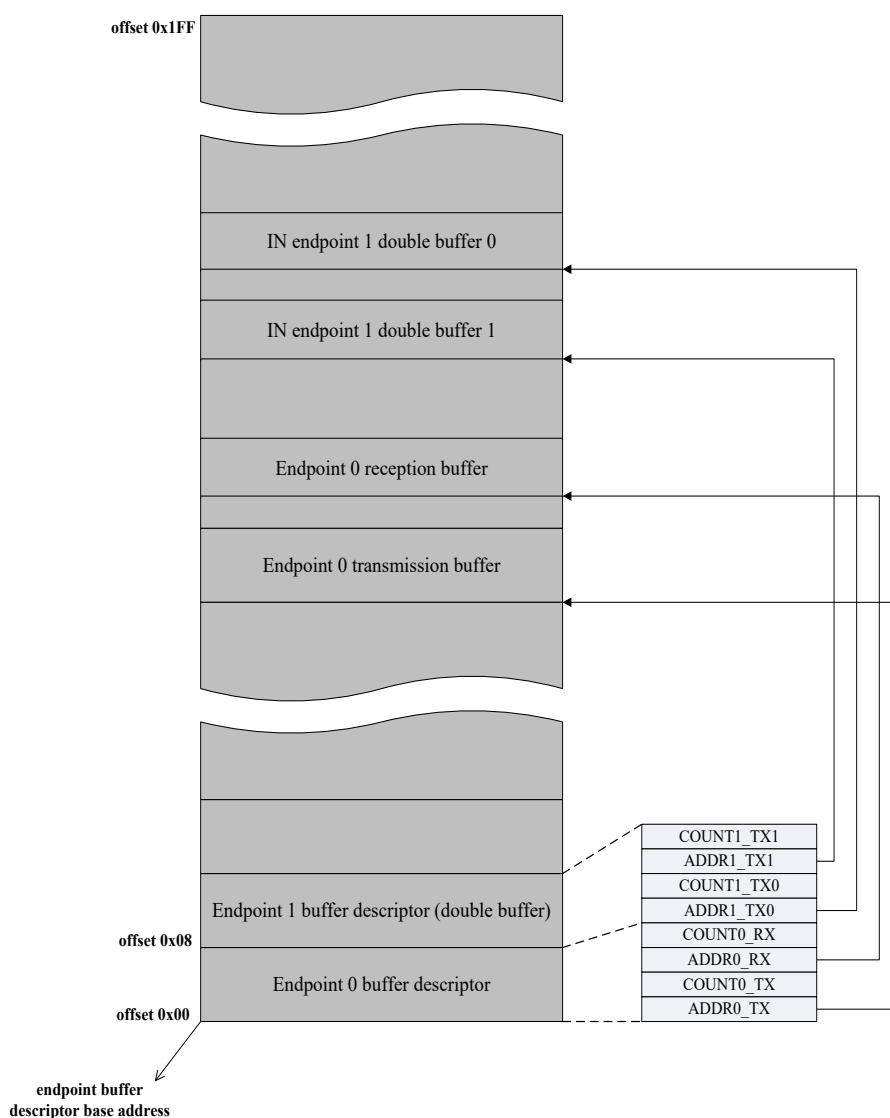 offset 0x1FF
IN endpoint 1 double buffer 0
IN endpoint 1 double buffer 1
Endpoint 0 reception buffer
Endpoint 0 transmission buffer
COUNT1_TX1
ADDR1_TX1
COUNT1_TX0
Endpoint 1 buffer descriptor (double buffer)
ADDR1_TX0
COUNT0_RX
offset 0x08
ADDR0_RX
Endpoint 0 buffer descriptor
COUNT0_TX
ADDR0_TX
offset 0x00
endpoint buffer
descriptor base address